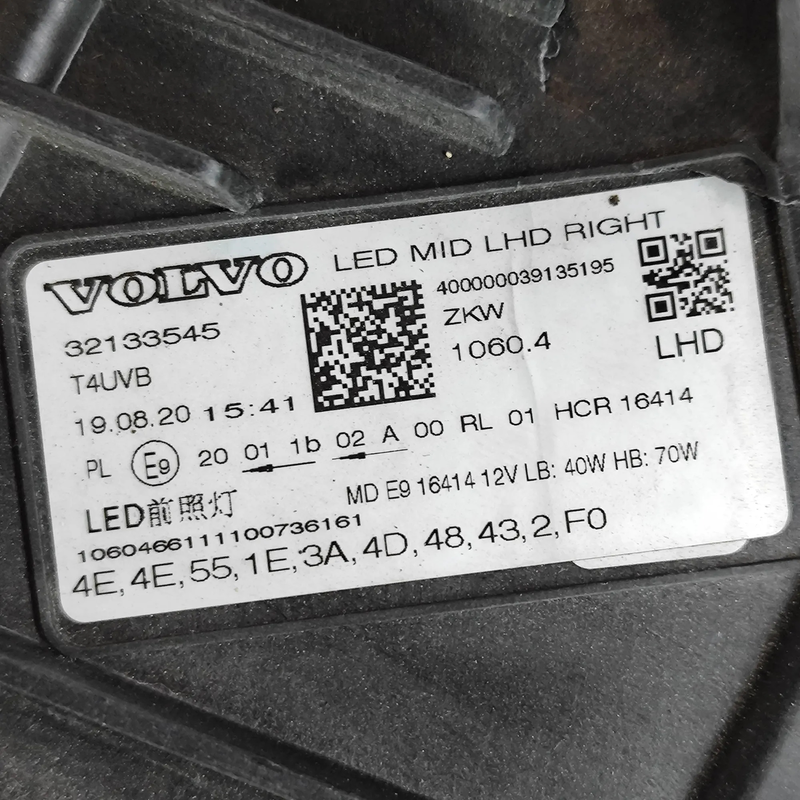 VOLVO LED MID LHD RIGHT
32133545
400000039135195
T4UVB
ZKW
19.08.20 15:41
1060.4
LHD
PL E9 20 01 1b 02 A 00 RL 01 HCR 16414
LED前照灯
MD E9 16414 12V LB: 40W HB: 70W
1060466111100736161
4E, 4E, 55, 1E, 3A, 4D, 48, 43, 2, F0